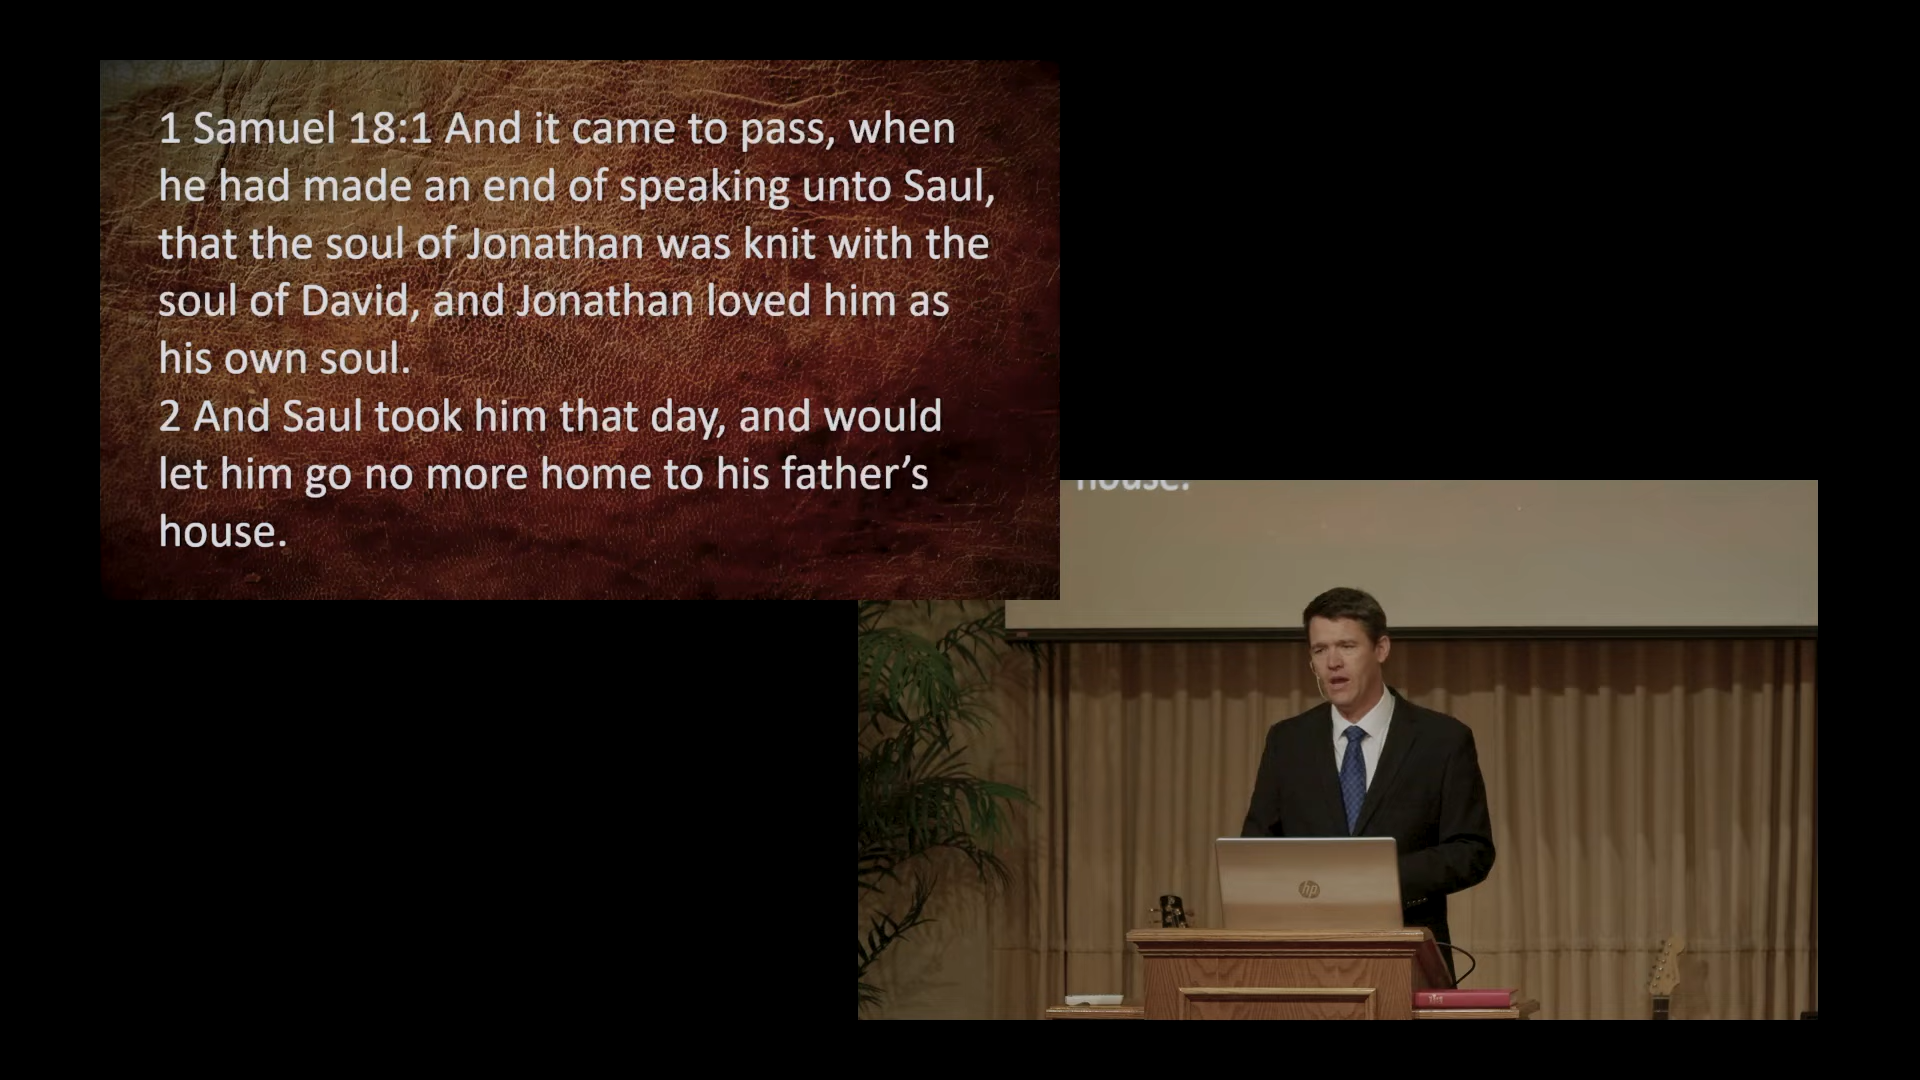 1 Samuel 18:1 And it came to pass, when
he had made an end of speaking unto Saul,
that the soul of Jonathan was knit with the
soul of David, and Jonathan loved him as
his own soul.
2 And Saul took him that day, and would
let him go no more home to his father’s
house.
house.
hp